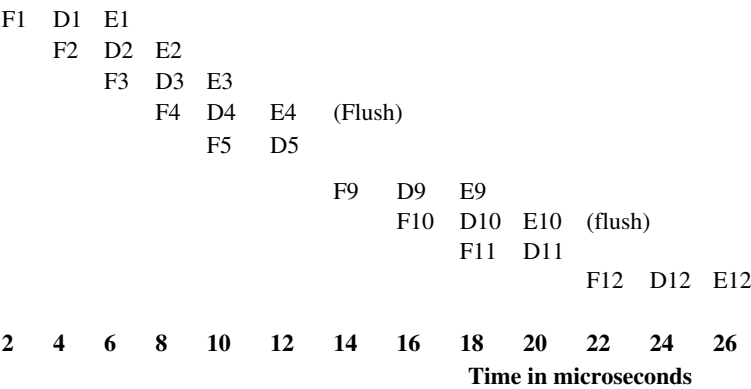 F1 D1 E1
F2 D2 E2
F3 D3 E3
F4 D4 E4 (Flush)
F5 D5
F9 D9 E9
F10 D10 E10 (flush)
F11 D11
F12 D12 E12
2 4 6 8 10 12 14 16 18 20 22 24 26
Time in microseconds